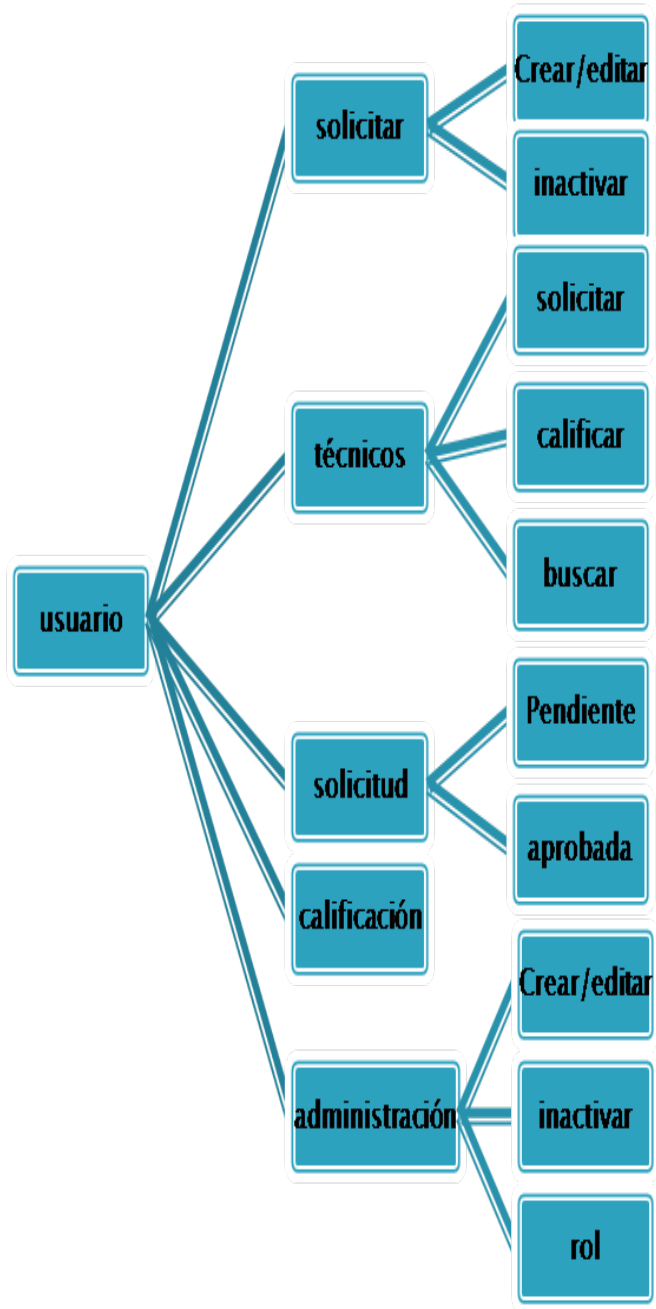 usuario
solicitar
Crear/editar
inactivar
técnicos
solicitar
calificar
buscar
solicitud
Pendiente
aprobada
calificación
administración
Crear/editar
inactivar
rol